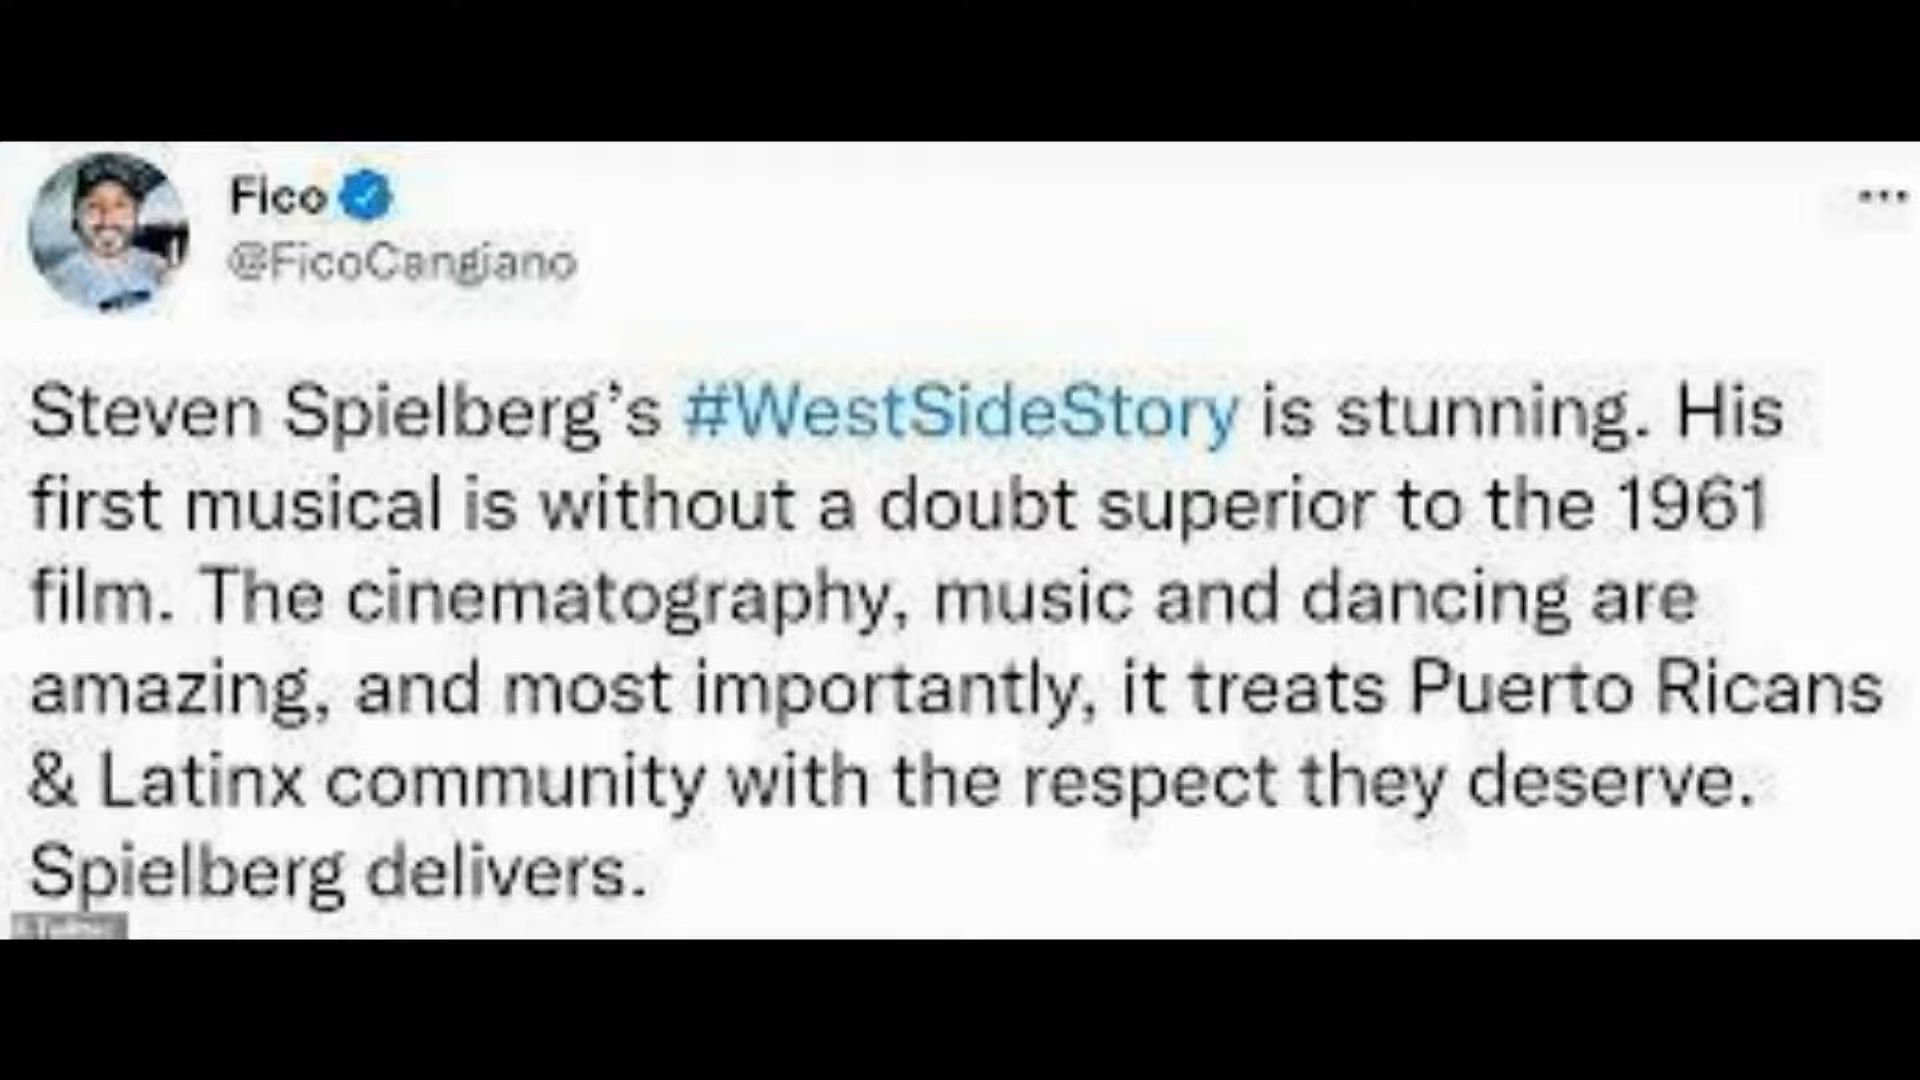 Fico
@FicoCangiano
Steven Spielberg's #WestSideStory is stunning. His
first musical is without a doubt superior to the 1961
film. The cinematography, music and dancing are
amazing, and most importantly, it treats Puerto Ricans
& Latinx community with the respect they deserve.
Spielberg delivers.